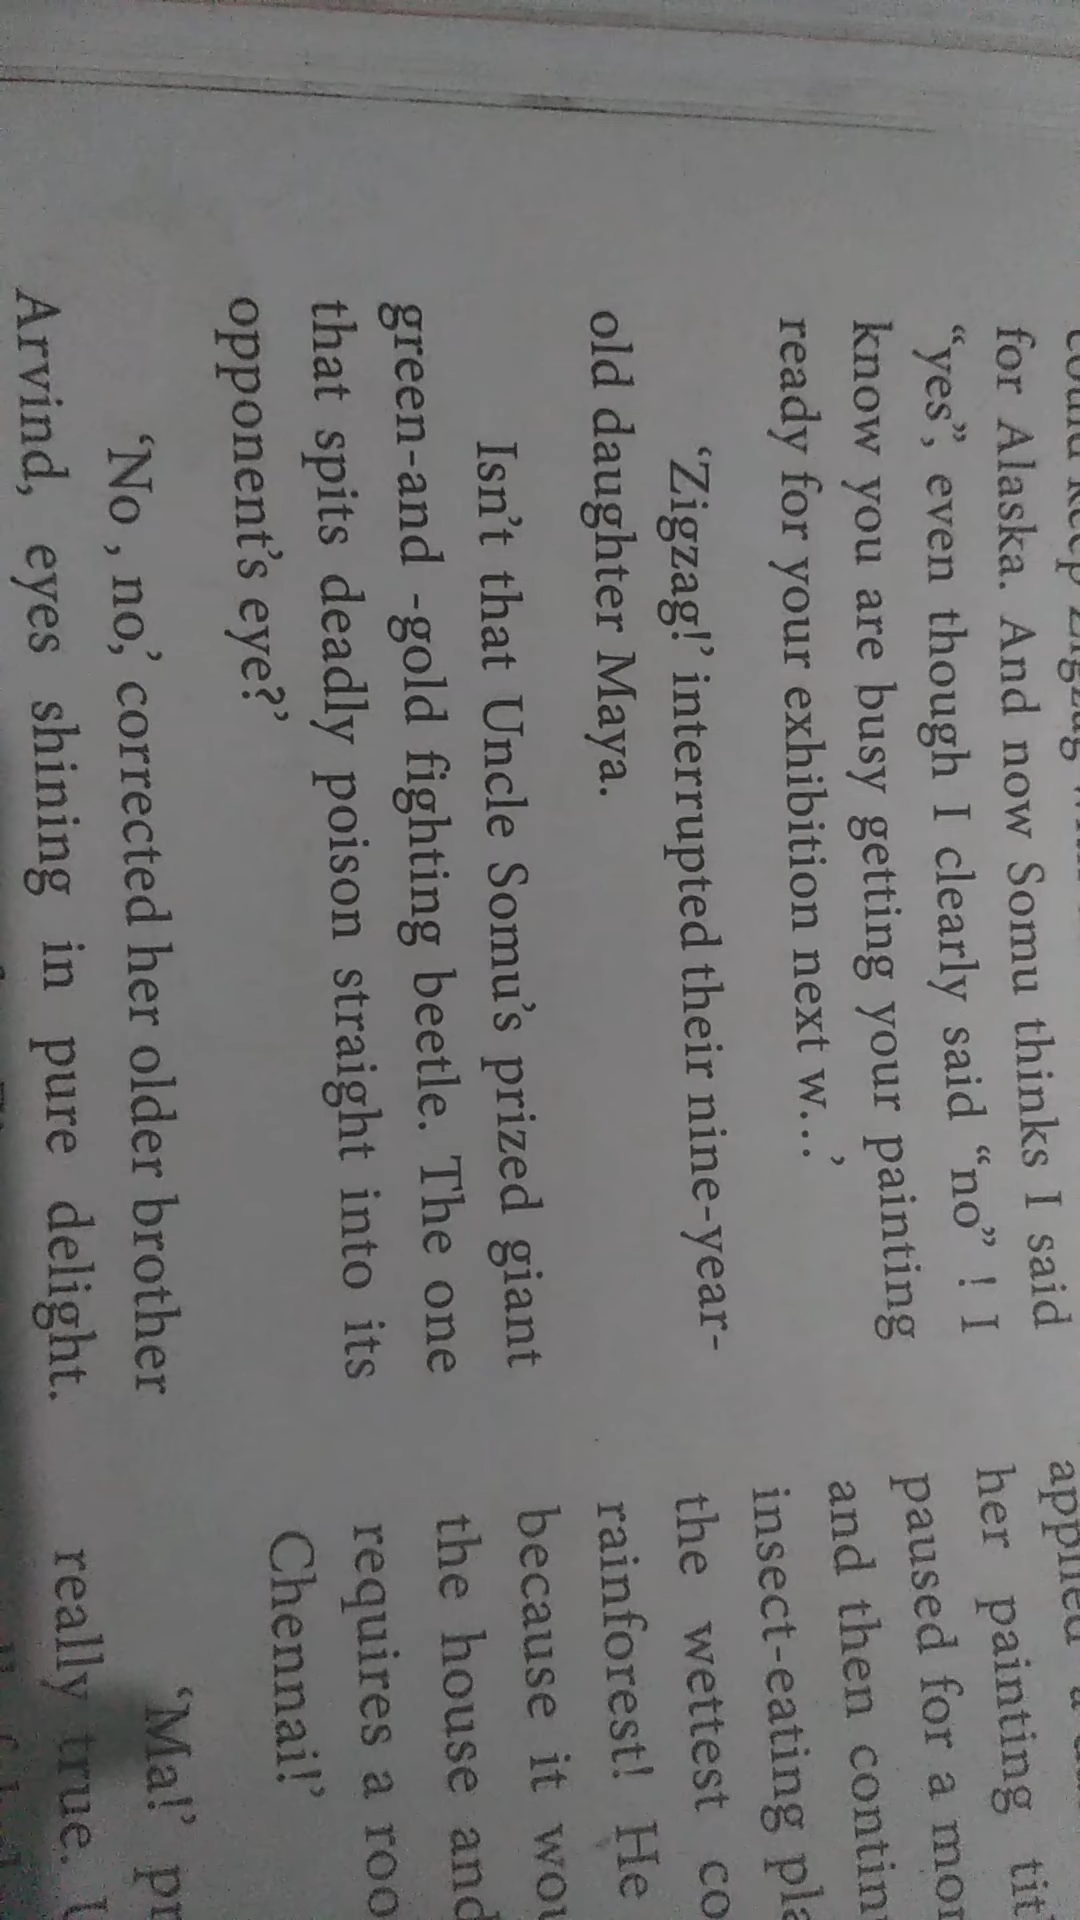 for Alaska. And now Somu thinks I said
“yes”, even though I clearly said “no” ! I
know you are busy getting your painting
ready for your exhibition next w...’
‘Zigzag!’ interrupted their nine-year-
old daughter Maya.
Isn’t that Uncle Somu’s prized giant
green-and -gold fighting beetle. The one
that spits deadly poison straight into its
opponent’s eye?’
‘No , no,’ corrected her older brother
Arvind, eyes shining in pure delight.
her painting
paused for a
and then
insect-eating
the wettest
rainforest! He
because it
the house and
requires a
Chennai!’
‘Ma!’
really true.